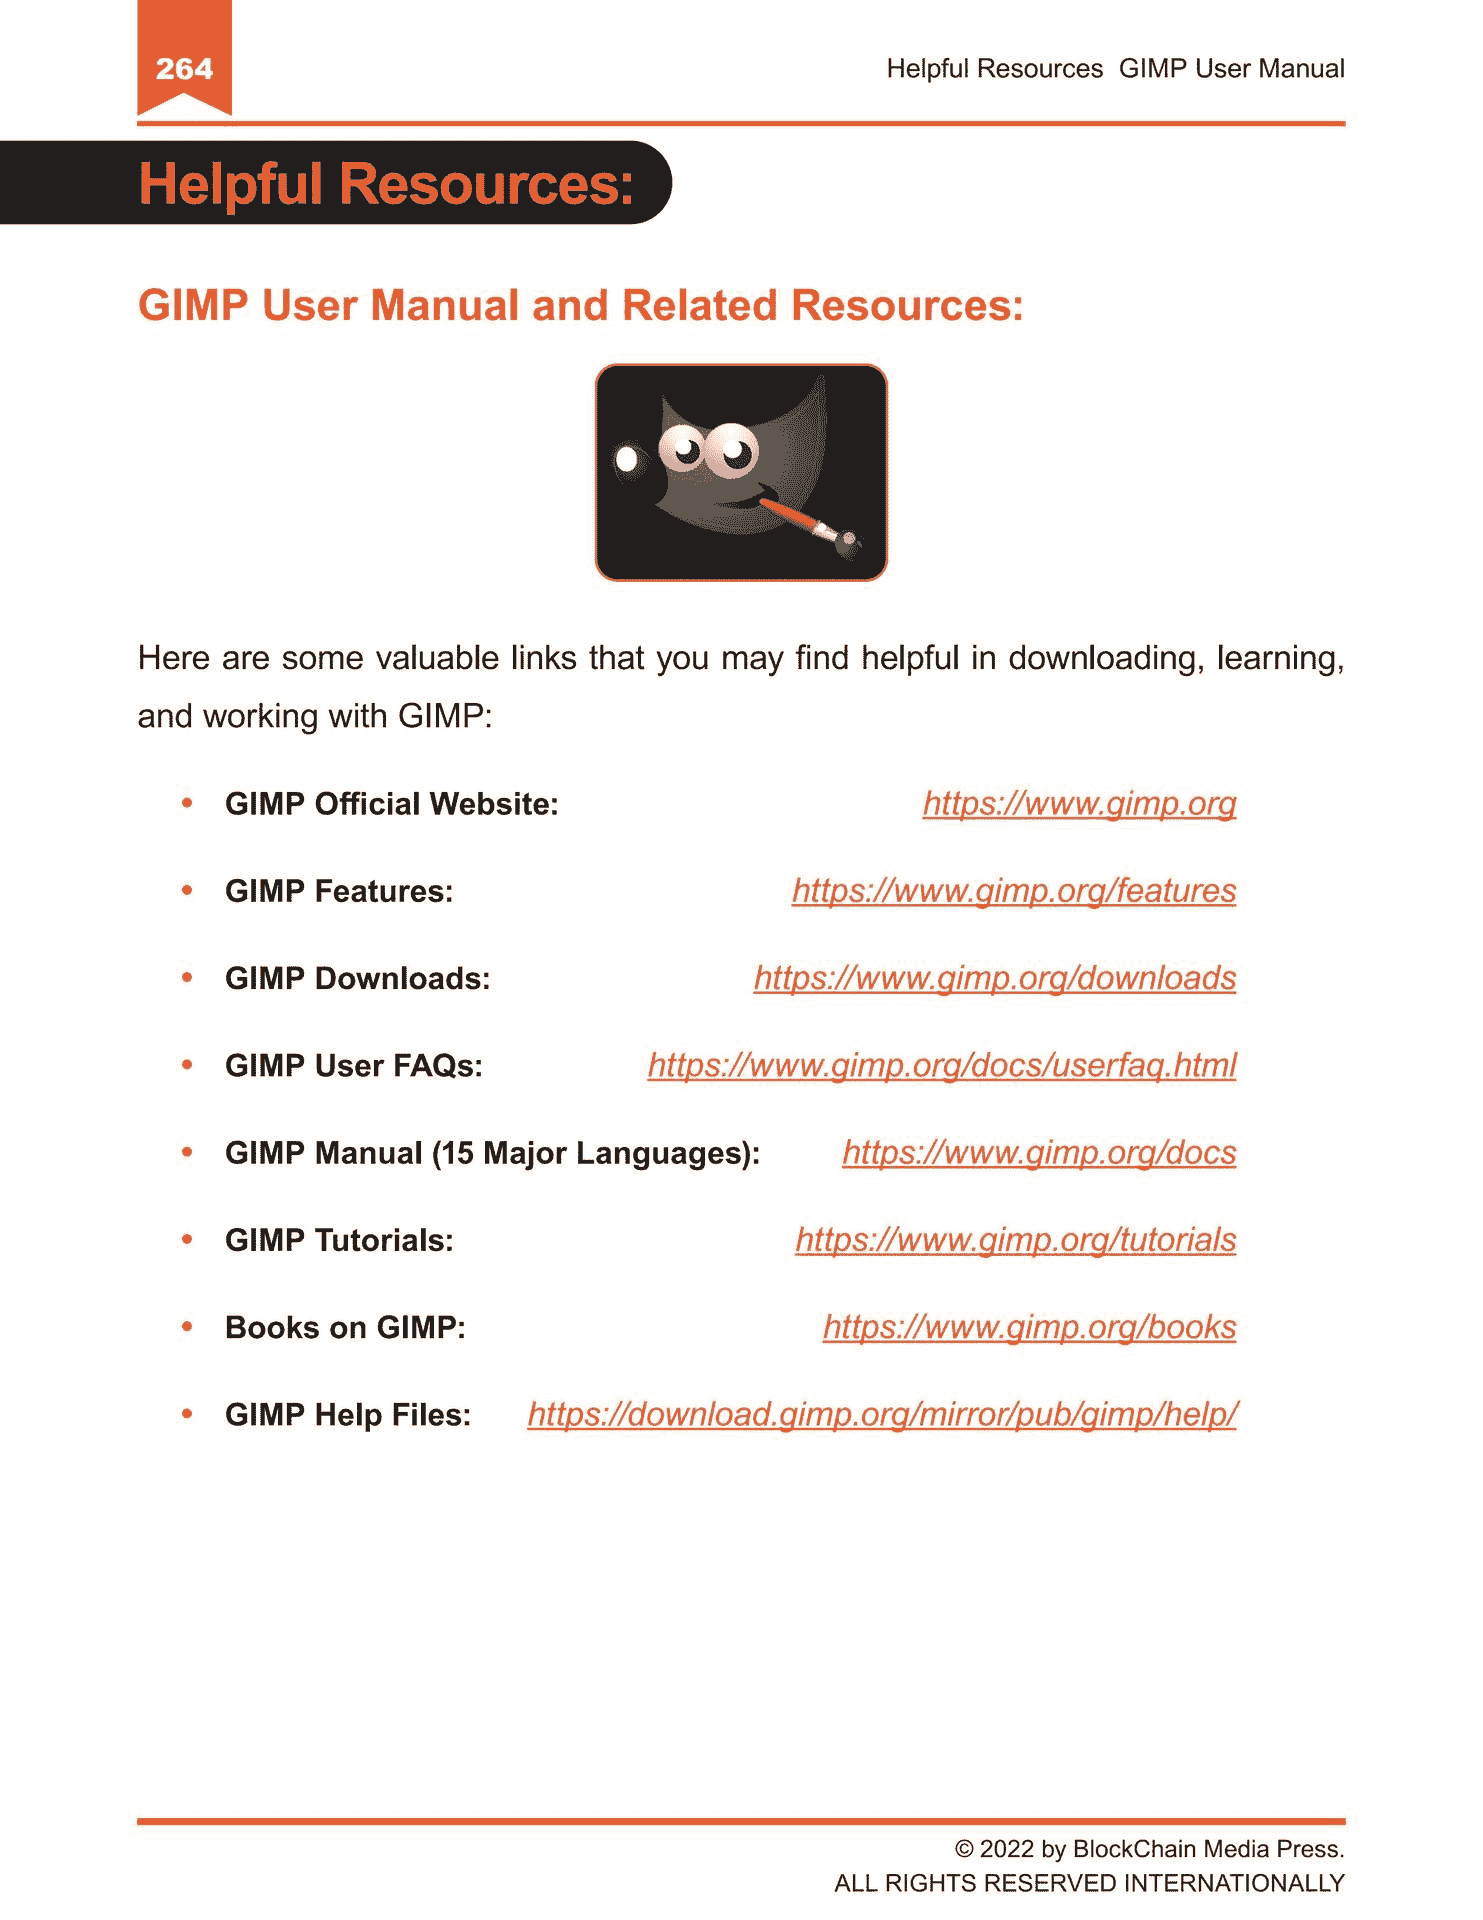 264
Helpful Resources  GIMP User Manual
Helpful Resources:
GIMP User Manual and Related Resources:
Here are some valuable links that you may find helpful in downloading, learning,
and working with GIMP:
• GIMP Official Website: https://www.gimp.org
• GIMP Features: https://www.gimp.org/features
• GIMP Downloads: https://www.gimp.org/downloads
• GIMP User FAQs: https://www.gimp.org/docs/userfaq.html
• GIMP Manual (15 Major Languages): https://www.gimp.org/docs
• GIMP Tutorials: https://www.gimp.org/tutorials
• Books on GIMP: https://www.gimp.org/books
• GIMP Help Files: https://download.gimp.org/mirror/pub/gimp/help/
© 2022 by BlockChain Media Press.
ALL RIGHTS RESERVED INTERNATIONALLY